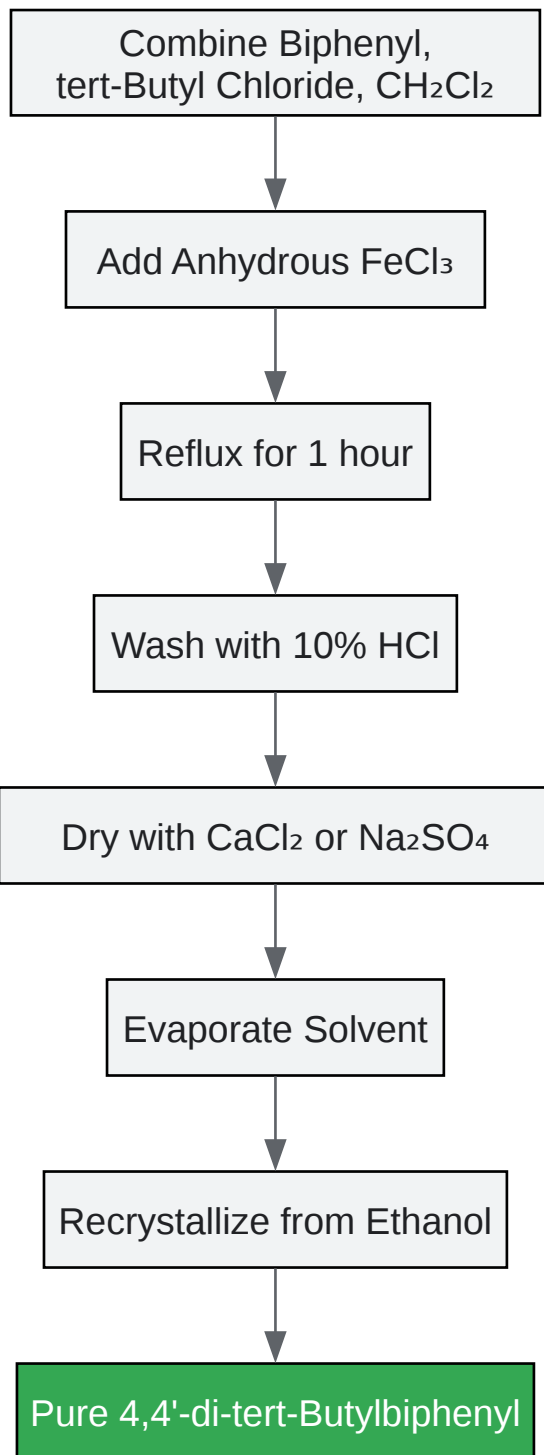 Combine Biphenyl,
tert-Butyl Chloride, CH₂Cl₂
Add Anhydrous FeCl₃
Reflux for 1 hour
Wash with 10% HCl
Dry with CaCl₂ or Na₂SO₄
Evaporate Solvent
Recrystallize from Ethanol
Pure 4,4'-di-tert-Butylbiphenyl